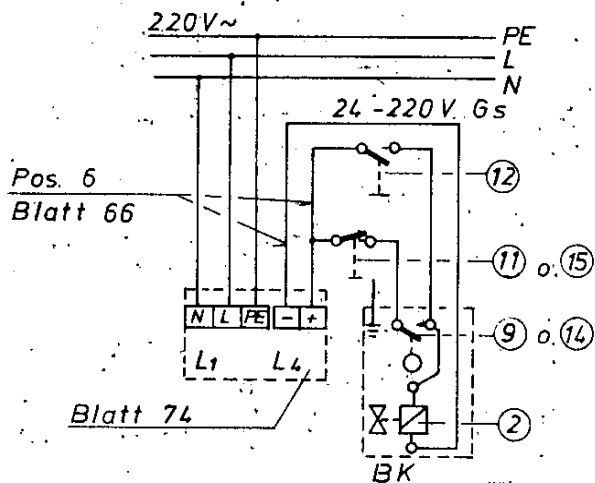 220V~
PE
L
N
24-220V Gs
Pos. 6
Blatt 66
12
11 o. 15
N L PE - +
9 o. 14
L1 L4
Blatt 74
2
BK